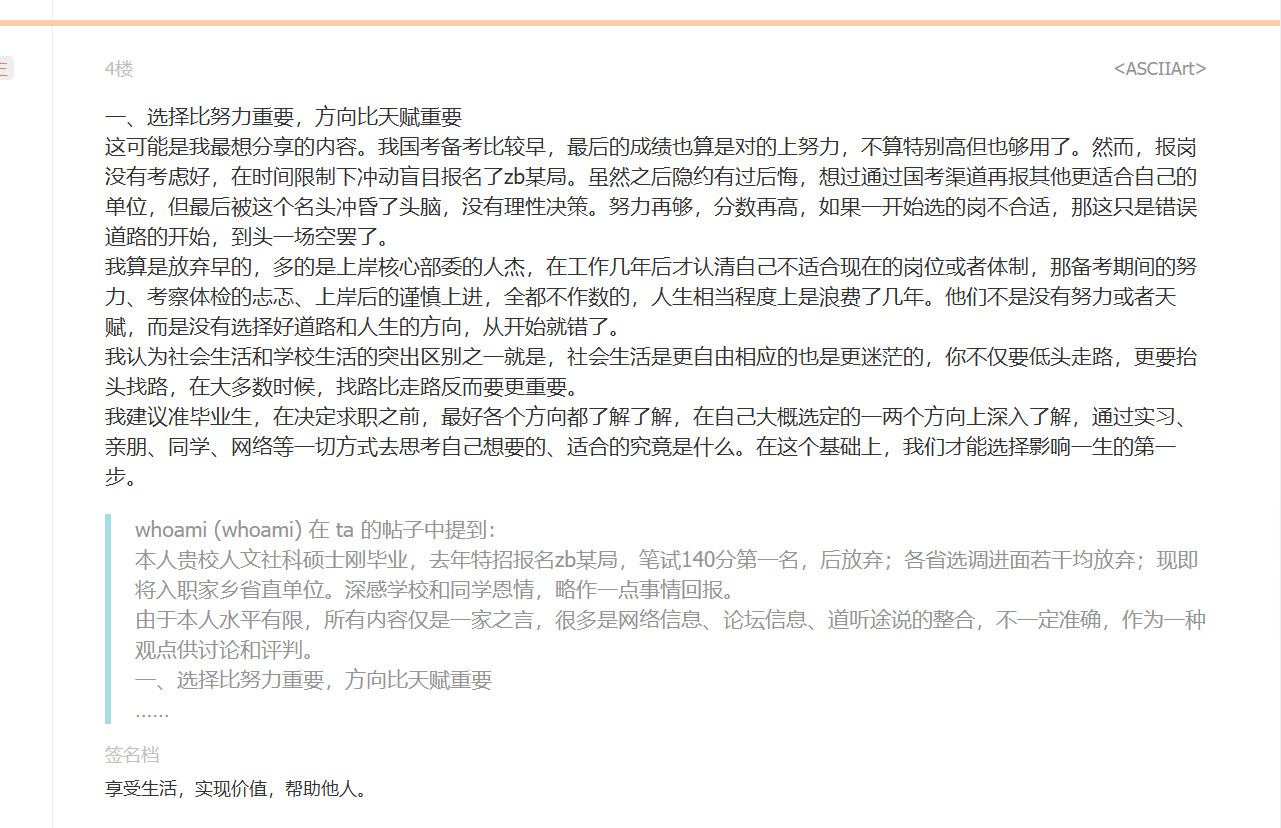 主
4楼
<ASCIIArt>
一、选择比努力重要，方向比天赋重要
这可能是我最想分享的内容。我国考备考比较早，最后的成绩也算是对的上努力，不算特别高但也够用了。然而，报岗
没有考虑好，在时间限制下冲动盲目报名了zb某局。虽然之后隐约有过后悔，想过通过国考渠道再报其他更适合自己的
单位，但最后被这个名头冲昏了头脑，没有理性决策。努力再够，分数再高，如果一开始选的岗不合适，那这只是错误
道路的开始，到头一场空罢了。
我算是放弃早的，多的是上岸核心部委的人杰，在工作几年后才认清自己不适合现在的岗位或者体制，那备考期间的努
力、考察体检的忐忑、上岸后的谨慎上进，全都不作数的，人生相当程度上是浪费了几年。他们不是没有努力或者天
赋，而是没有选择好道路和人生的方向，从开始就错了。
我认为社会生活和学校生活的突出区别之一就是，社会生活是更自由相应的也是更迷茫的，你不仅要低头走路，更要抬
头找路，在大多数时候，找路比走路反而要更重要。
我建议准毕业生，在决定求职之前，最好各个方向都了解了解，在自己大概选定的一两个方向上深入了解，通过实习、
亲朋、同学、网络等一切方式去思考自己想要的、适合的究竟是什么。在这个基础上，我们才能选择影响一生的第一
步。
whoami (whoami) 在 ta 的帖子中提到：
本人贵校人文社科硕士刚毕业，去年特招报名zb某局，笔试140分第一名，后放弃；各省选调进面若干均放弃；现即
将入职家乡省直单位。深感学校和同学恩情，略作一点事情回报。
由于本人水平有限，所有内容仅是一家之言，很多是网络信息、论坛信息、道听途说的整合，不一定准确，作为一种
观点供讨论和评判。
一、选择比努力重要，方向比天赋重要
……
签名档
享受生活，实现价值，帮助他人。